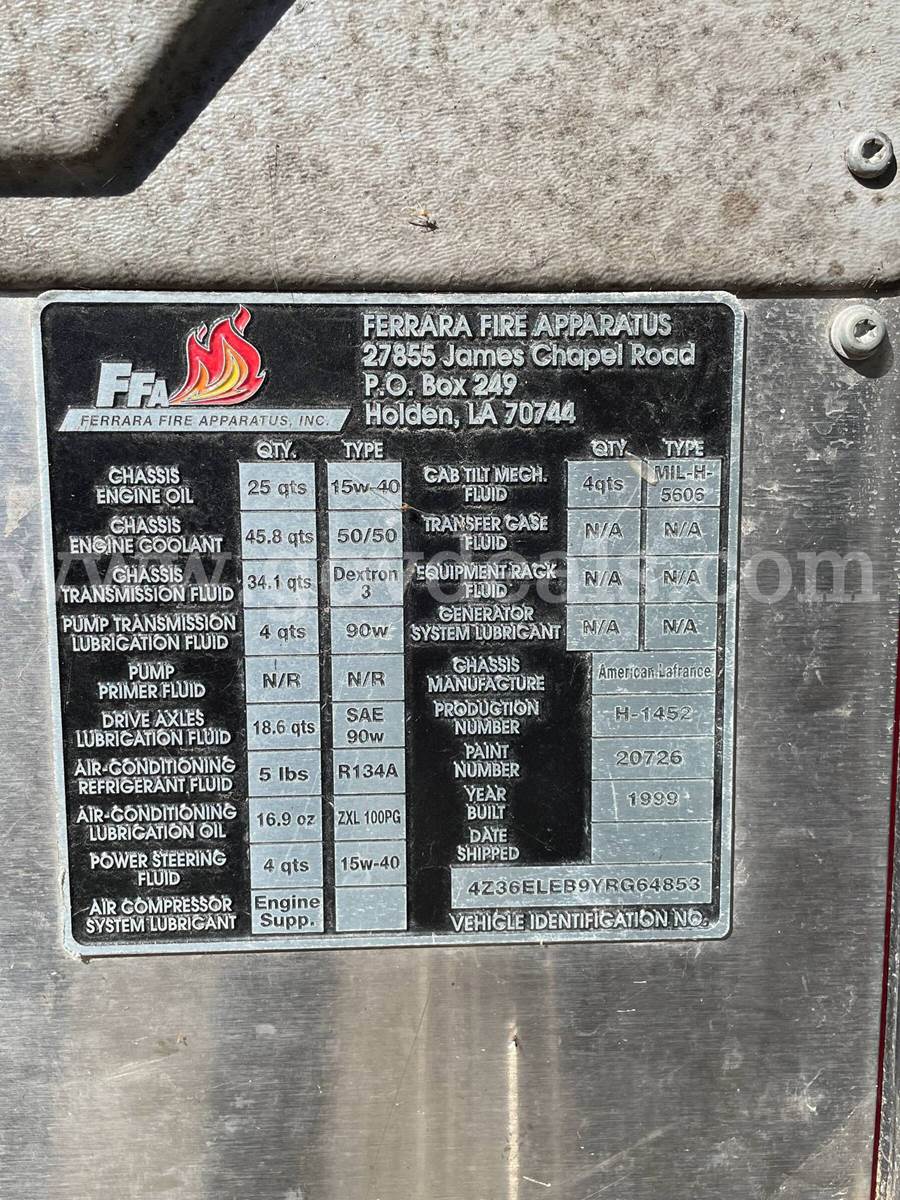 FFA
FERRARA FIRE APPARATUS, INC.
FERRARA FIRE APPARATUS
27855 James Chapel Road
P.O. Box 249
Holden, LA 70744
QTY. TYPE
CHASSIS
ENGINE OIL 25 qts 15w-40
CHASSIS
ENGINE COOLANT 45.8 qts 50/50
CHASSIS
TRANSMISSION FLUID 34.1 qts Dextron
3
PUMP TRANSMISSION
LUBRICATION FLUID 4 qts 90w
PUMP
PRIMER FLUID N/R N/R
DRIVE AXLES
LUBRICATION FLUID 18.6 qts SAE
90w
AIR-CONDITIONING
REFRIGERANT FLUID 5 lbs R134A
AIR-CONDITIONING
LUBRICATION OIL 16.9 oz ZXL 100PG
POWER STEERING
FLUID 4 qts 15w-40
AIR COMPRESSOR
SYSTEM LUBRICANT Engine
Supp.
QTY TYPE
CAB TILT MECH.
FLUID 4qts MIL-H-
5606
TRANSFER CASE
FLUID N/A N/A
EQUIPMENT RACK
FLUID N/A N/A
GENERATOR
SYSTEM LUBRICANT N/A N/A
CHASSIS
MANUFACTURE American Lafrance
PRODUCTION
NUMBER H-1452
PAINT
NUMBER 20726
YEAR
BUILT 1999
DATE
SHIPPED
4Z36ELEB9YRG64853
VEHICLE IDENTIFICATION NO.
www.govdeals.com